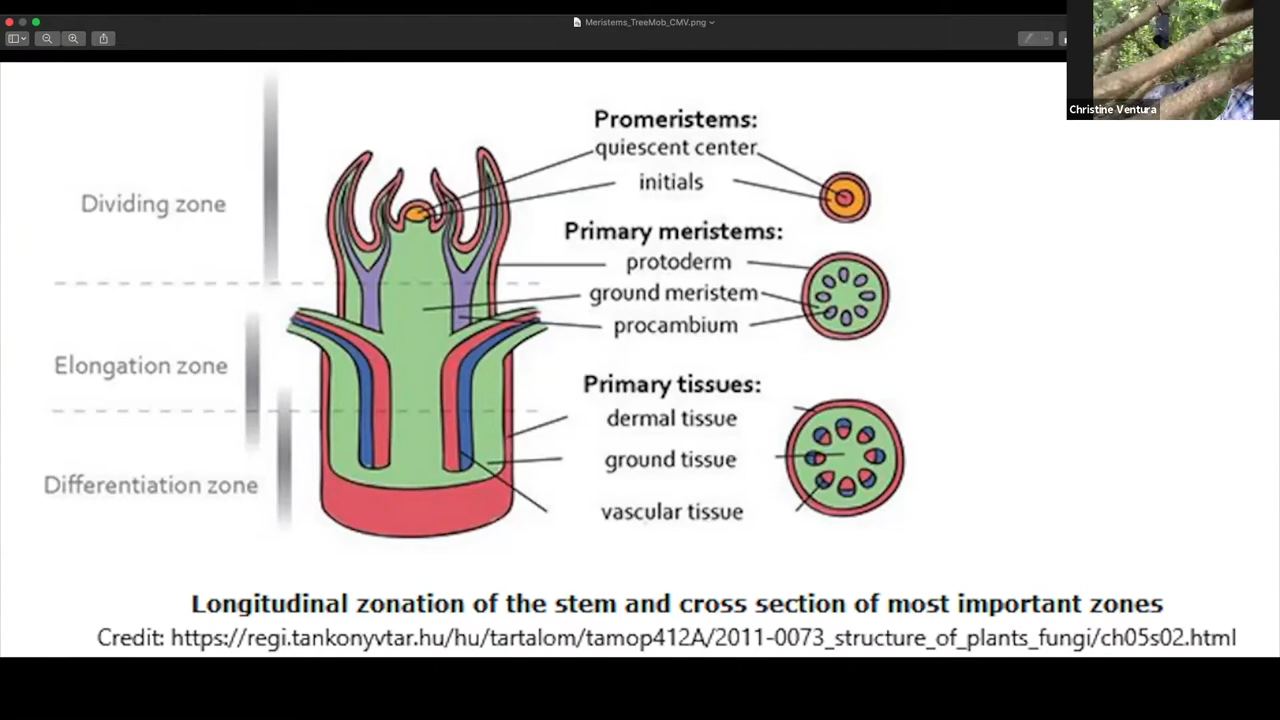 Meristems_TreeMob_CMV.png
Christine Ventura
Promeristems:
quiescent center
initials
Dividing zone
Primary meristems:
protoderm
ground meristem
procambium
Elongation zone
Primary tissues:
dermal tissue
ground tissue
Differentiation zone
vascular tissue
Longitudinal zonation of the stem and cross section of most important zones
Credit: https://regi.tankonyvtar.hu/hu/tartalom/tamop412A/2011-0073_structure_of_plants_fungi/ch05s02.html